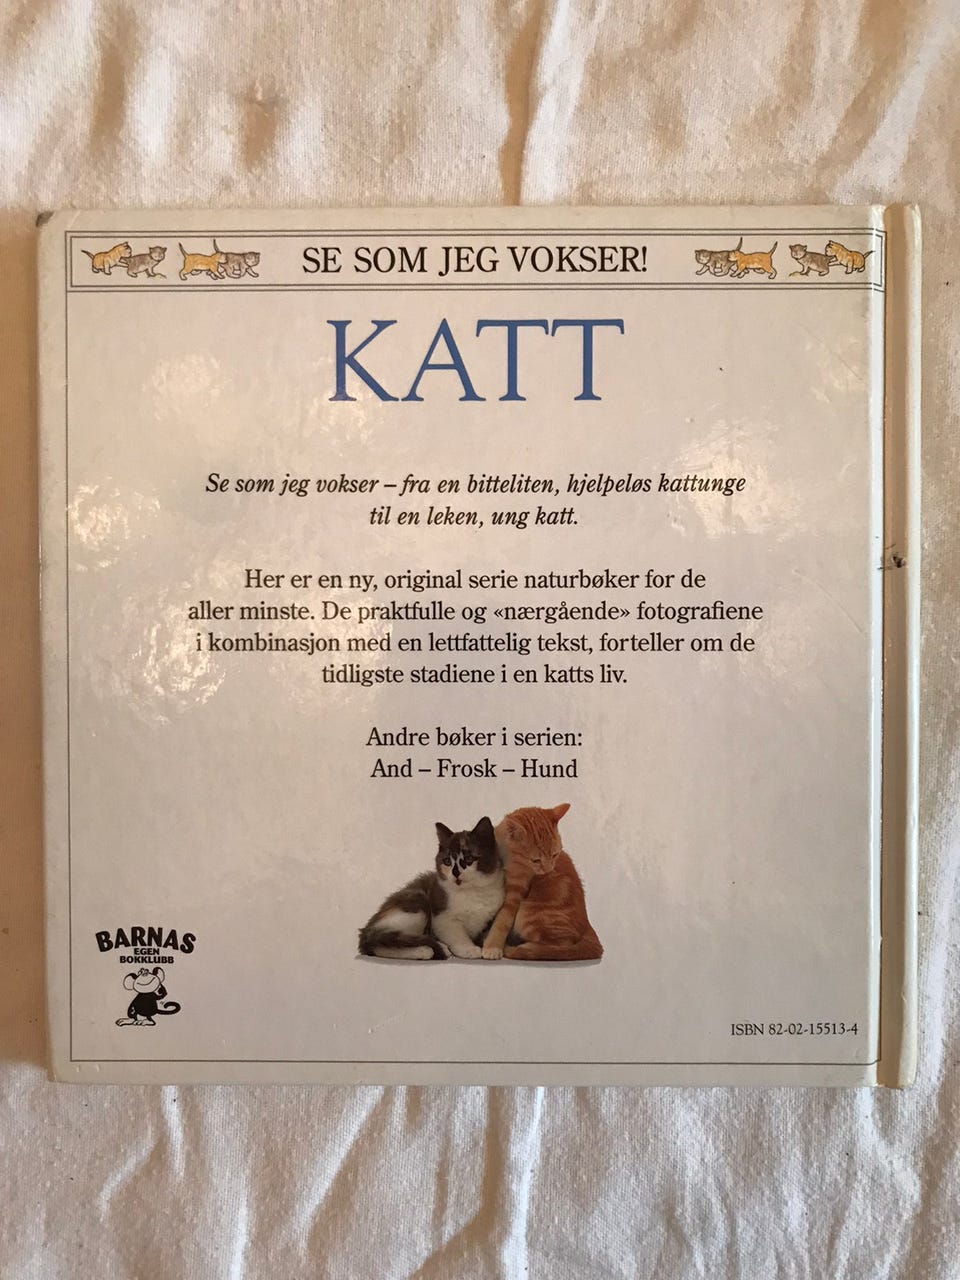 SE SOM JEG VOKSER!
KATT
Se som jeg vokser – fra en bitteliten, hjelpeløs kattunge
til en leken, ung katt.
Her er en ny, original serie naturbøker for de
aller minste. De praktfulle og «nærgående» fotografiene
i kombinasjon med en lettfattelig tekst, forteller om de
tidligste stadiene i en katts liv.
Andre bøker i serien:
And – Frosk – Hund
BARNAS
EGEN
BOKKLUBB
ISBN 82-02-15513-4